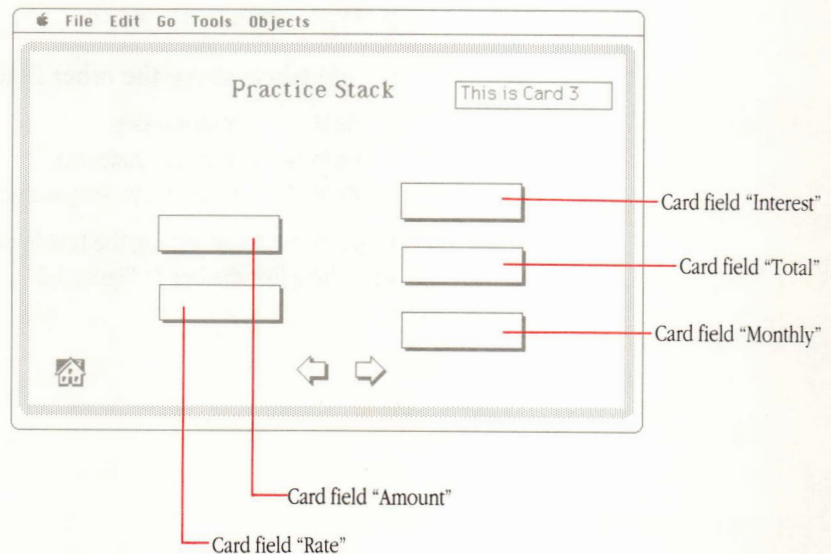 File Edit Go Tools Objects
Practice Stack
This is Card 3
Card field “Interest”
Card field “Total”
Card field “Monthly”
Card field “Amount”
Card field “Rate”